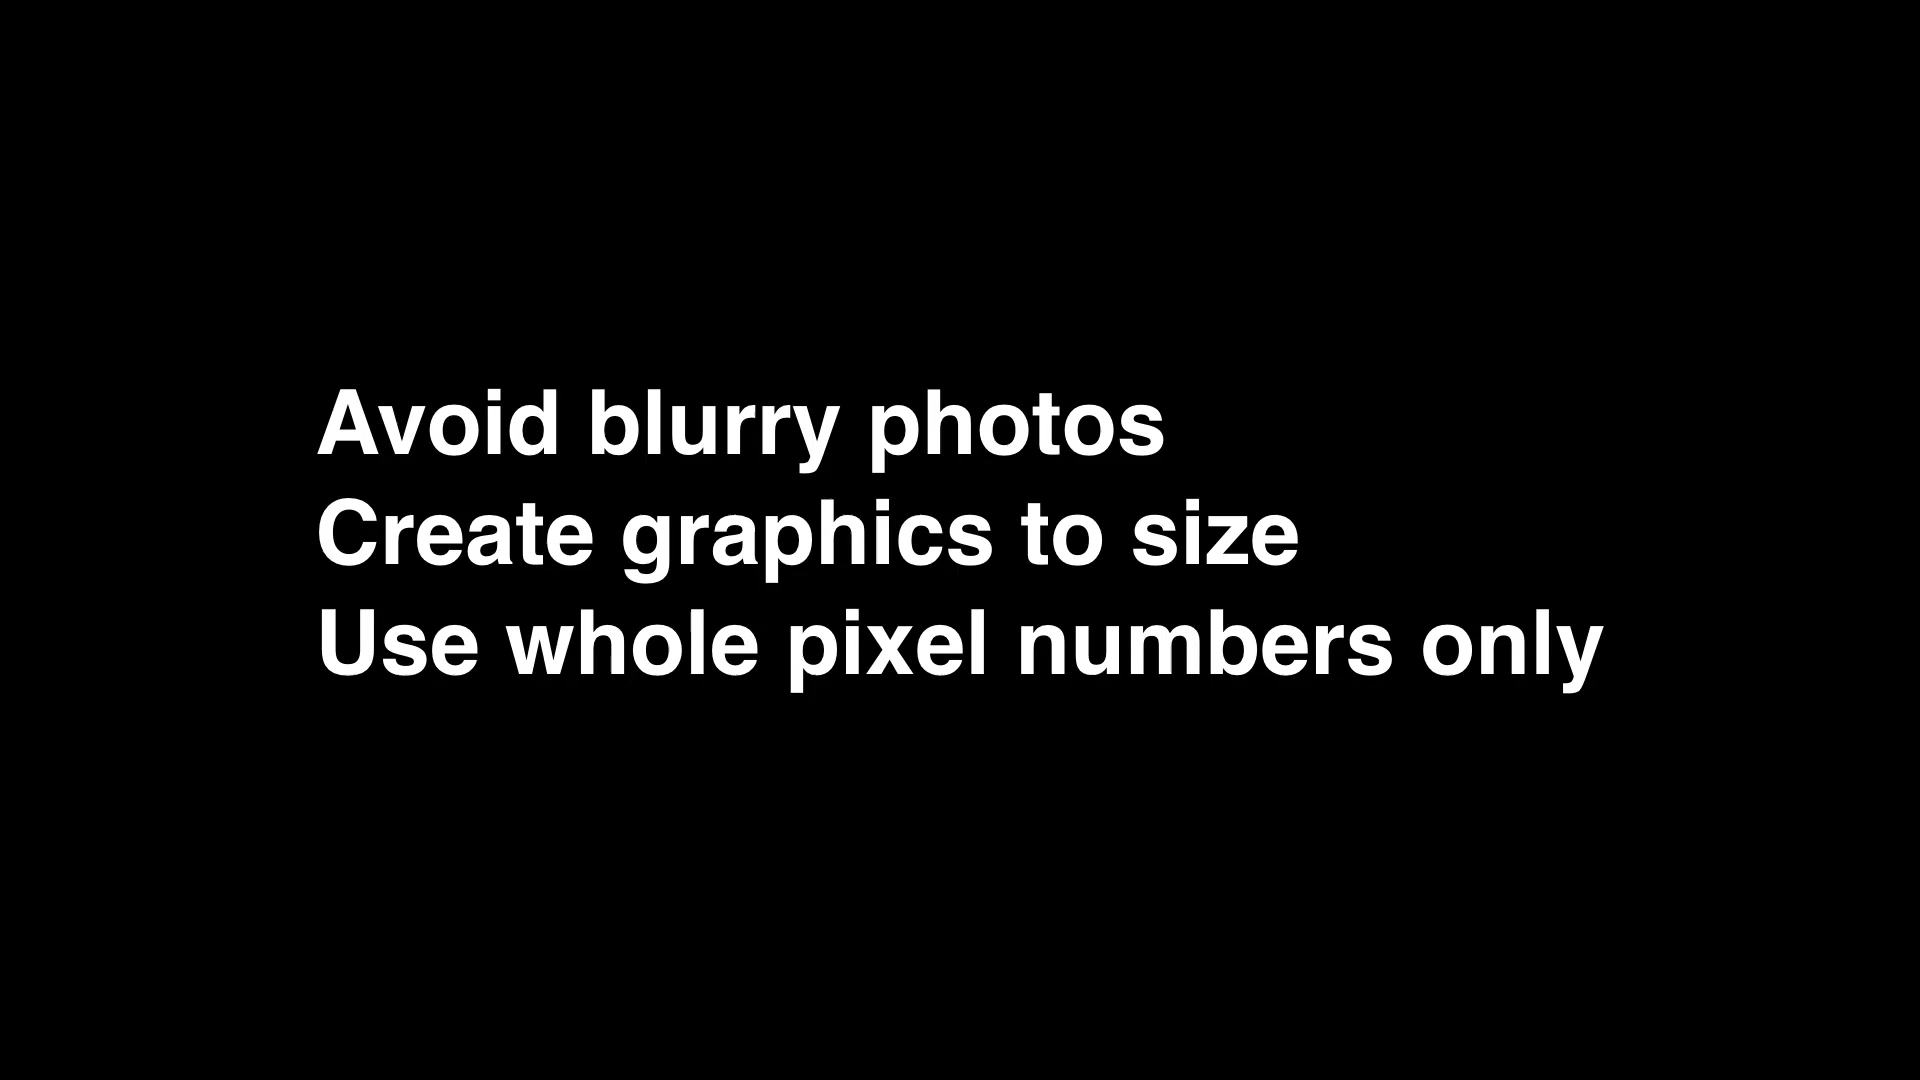 Avoid blurry photos
Create graphics to size
Use whole pixel numbers only